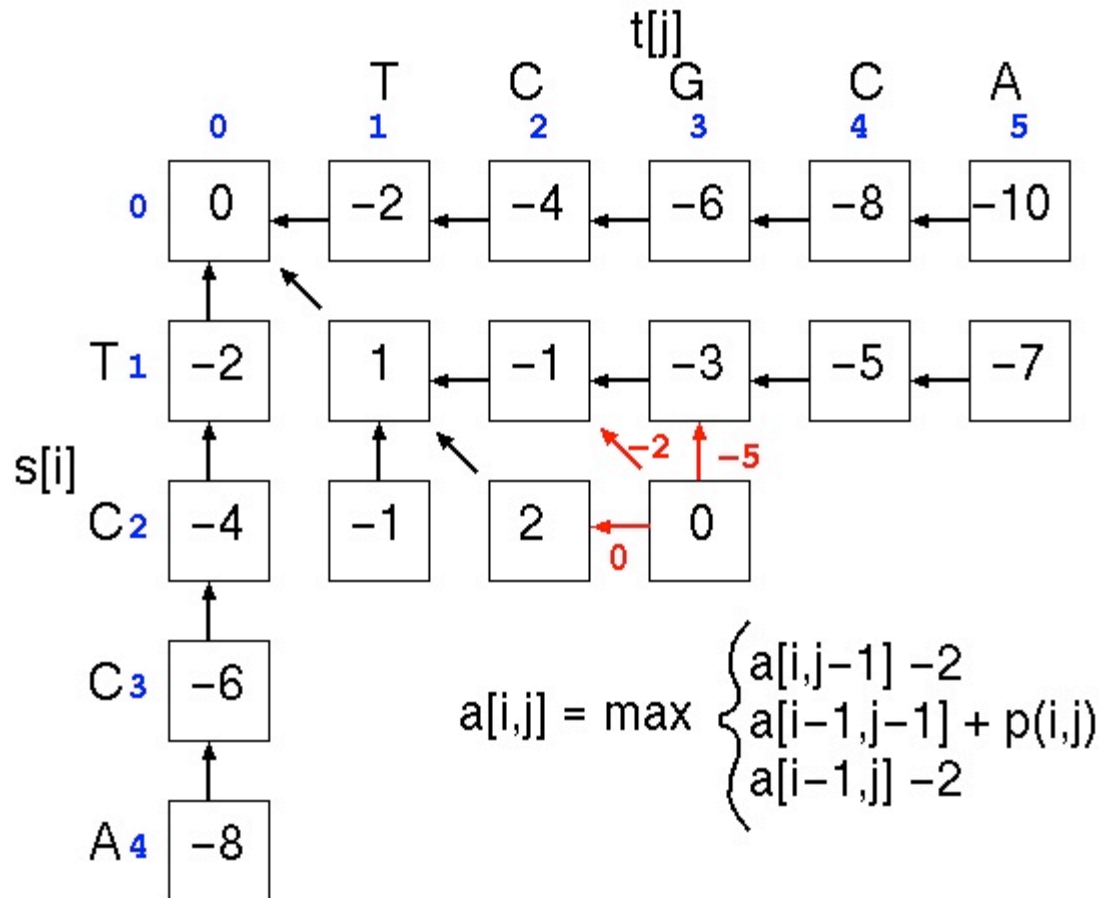 t[j]
T C G C A
0 1 2 3 4 5
0 0 −2 −4 −6 −8 −10
T 1 −2 1 −1 −3 −5 −7
−2 −5
s[i]
C 2 −4 −1 2 0
0
C 3 −6
a[i,j] = max
a[i,j−1] −2
a[i−1,j−1] + p(i,j)
a[i−1,j] −2
A 4 −8